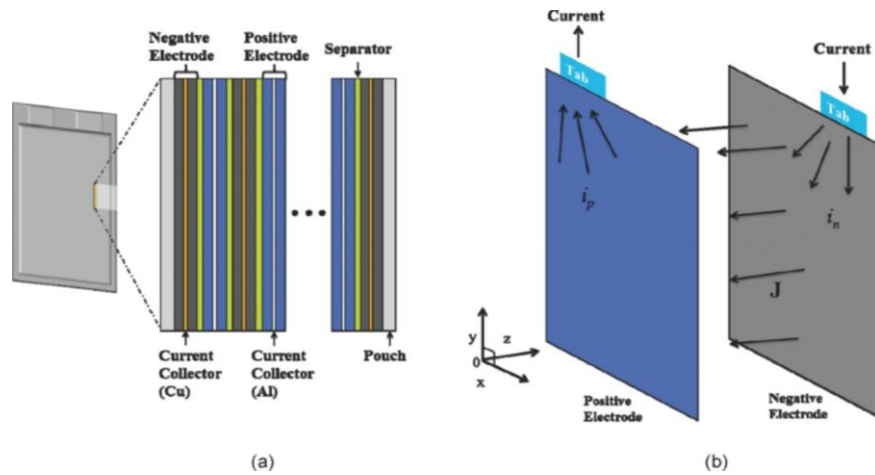 Negative
Electrode
Positive
Electrode
Separator
Current
Collector
(Cu)
Current
Collector
(Al)
Pouch
(a)
Current
Tab
Current
Tab
i_p
i_n
J
y
z
0
x
Positive
Electrode
Negative
Electrode
(b)